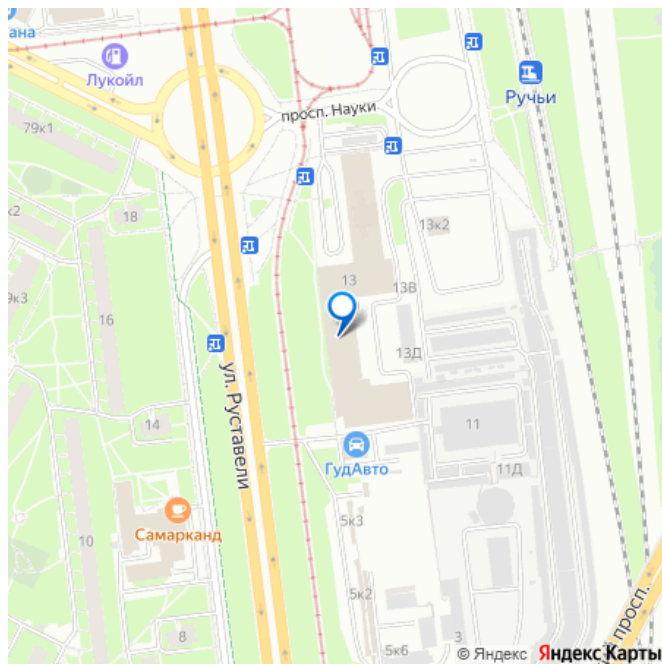 ана
Лукойл
просп. Науки
Ручьи
79к1
к2
18
13к2
9к3
13
13В
16
13Д
ул. Руставели
14
11
ГудАвто
11Д
Самарканд
5к3
10
5к2
8
5к6
3
й просп.
© Яндекс Яндекс Карты